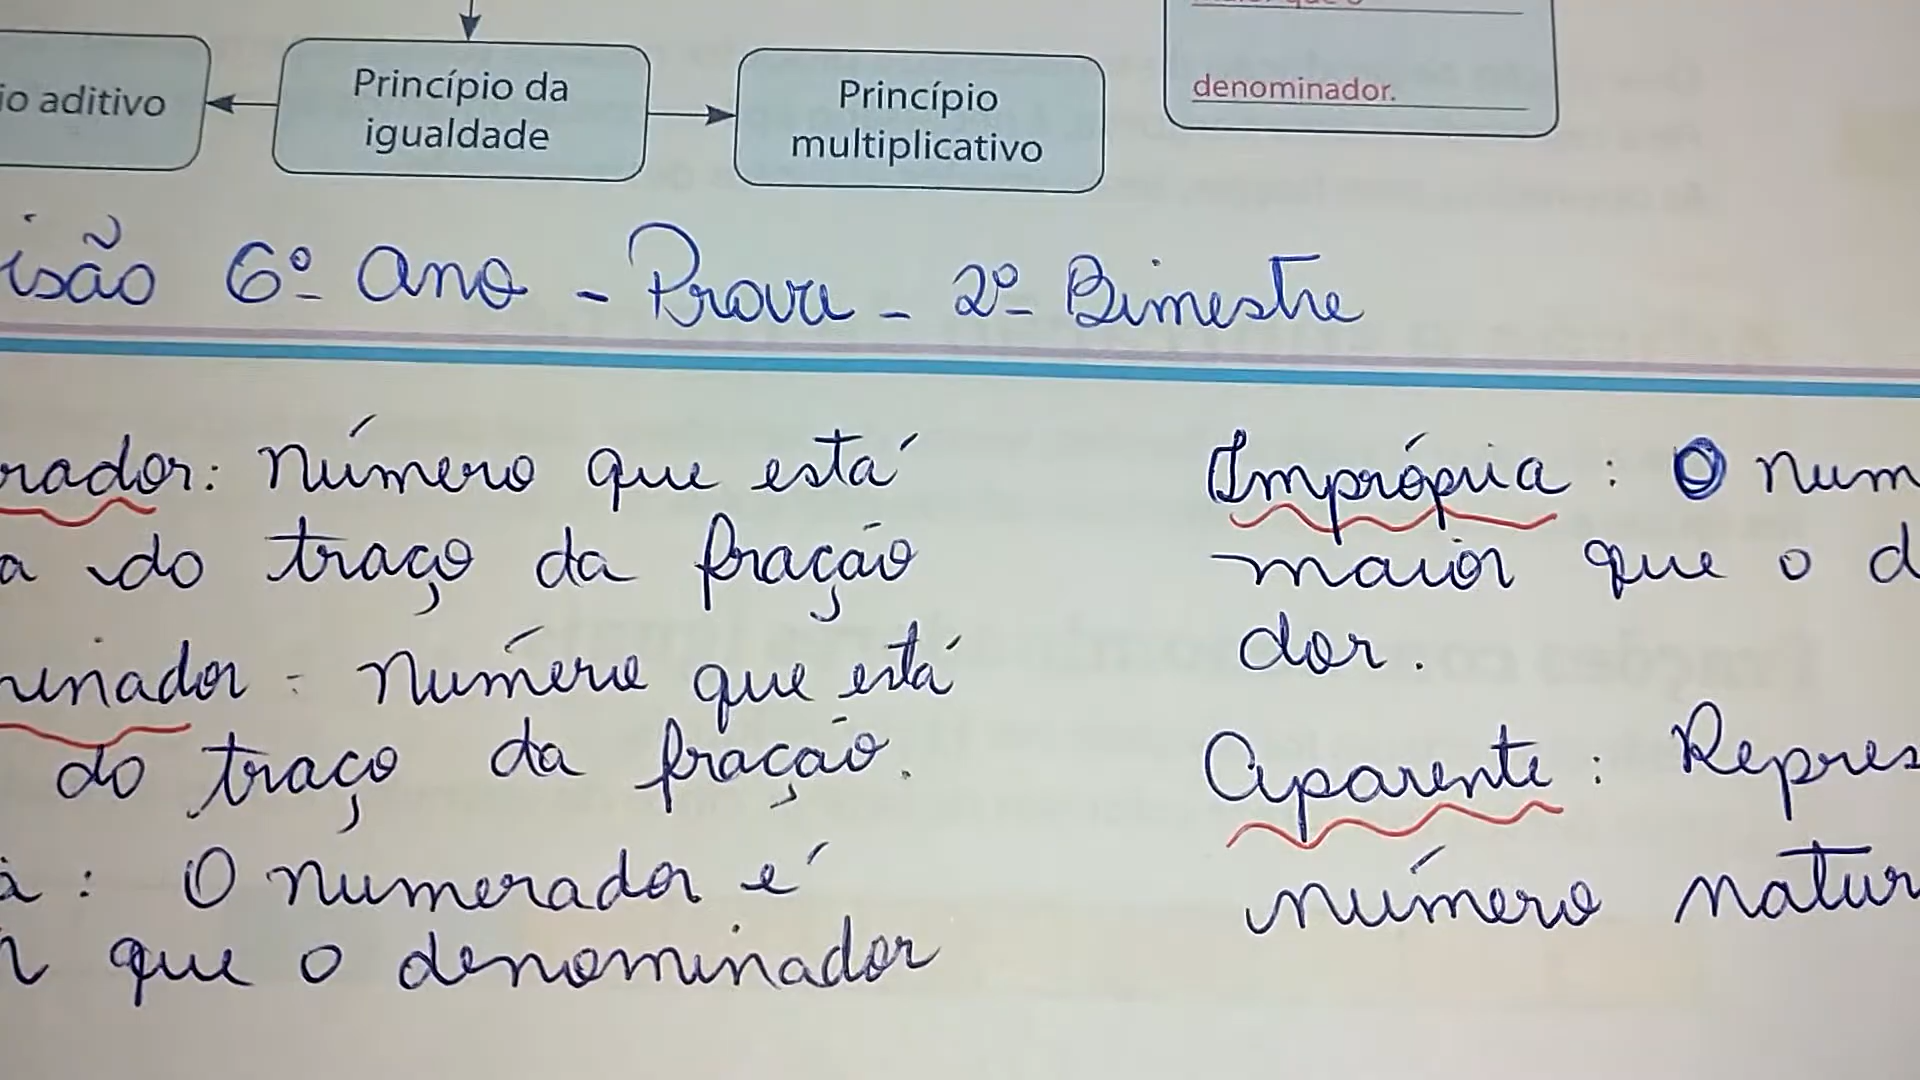 maior que o
denominador.
io aditivo
Princípio da
igualdade
Princípio
multiplicativo
isão 6º ano - Prova - 2º Bimestre
rador: número que está
a do traço da fração
minador - número que está
do traço da fração.
a: O numerador é
r que o denominador
Imprópria: O num
maior que o d
dor.
Aparente: Repres
número natur